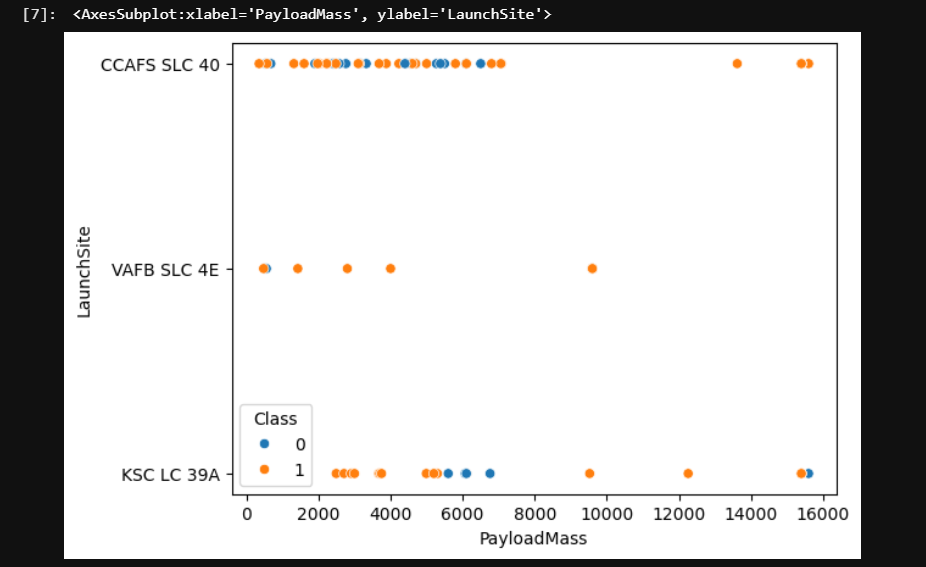 [7]: <AxesSubplot:xlabel='PayloadMass', ylabel='LaunchSite'>
CCAFS SLC 40
VAFB SLC 4E
KSC LC 39A
LaunchSite
Class
0
1
0 2000 4000 6000 8000 10000 12000 14000 16000
PayloadMass